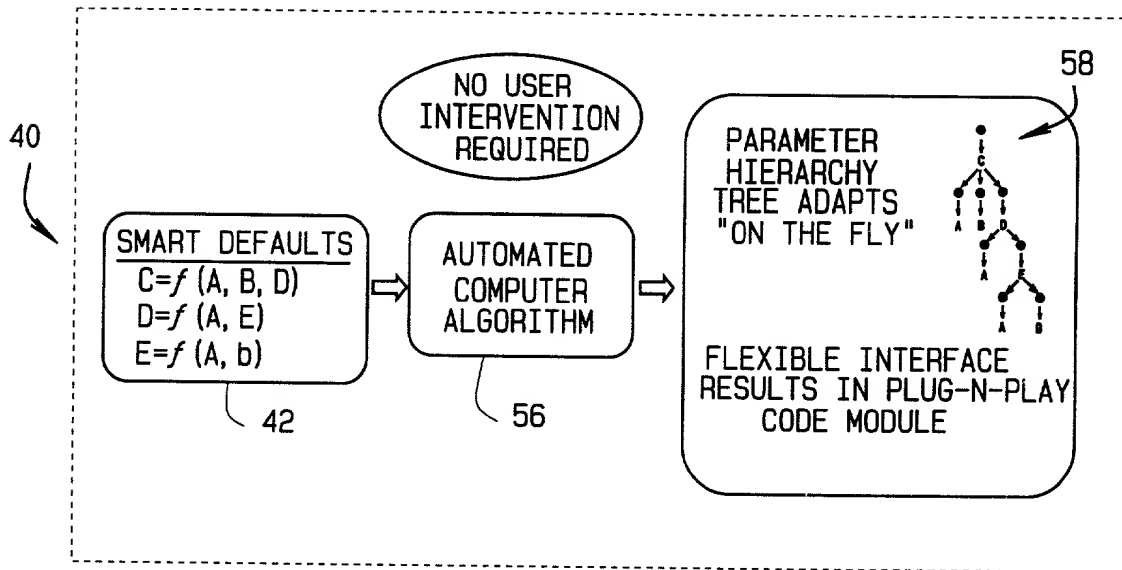 40
NO USER
INTERVENTION
REQUIRED
SMART DEFAULTS
C=f (A, B, D)
D=f (A, E)
E=f (A, b)
42
AUTOMATED
COMPUTER
ALGORITHM
56
58
PARAMETER
HIERARCHY
TREE ADAPTS
"ON THE FLY"
C
A B D
A E
A B
FLEXIBLE INTERFACE
RESULTS IN PLUG-N-PLAY
CODE MODULE